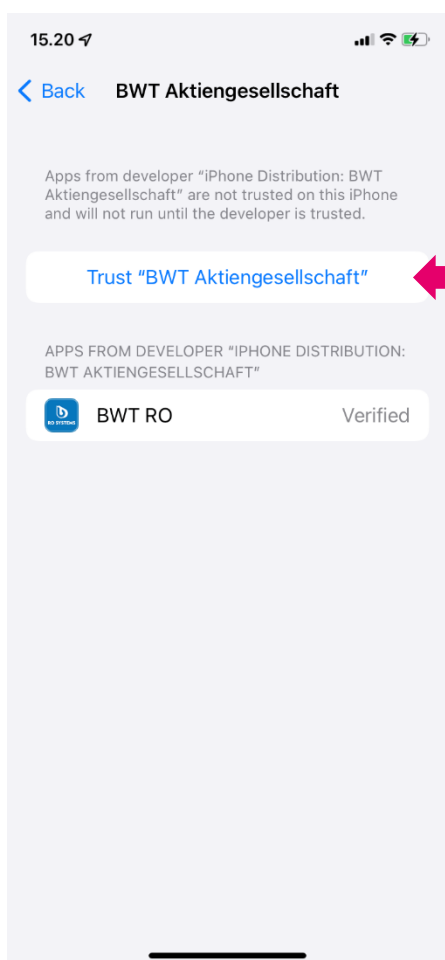 15.20
Back BWT Aktiengesellschaft
Apps from developer “iPhone Distribution: BWT
Aktiengesellschaft” are not trusted on this iPhone
and will not run until the developer is trusted.
Trust “BWT Aktiengesellschaft”
APPS FROM DEVELOPER “IPHONE DISTRIBUTION:
BWT AKTIENGESELLSCHAFT”
BWT RO Verified
RO SYSTEMS